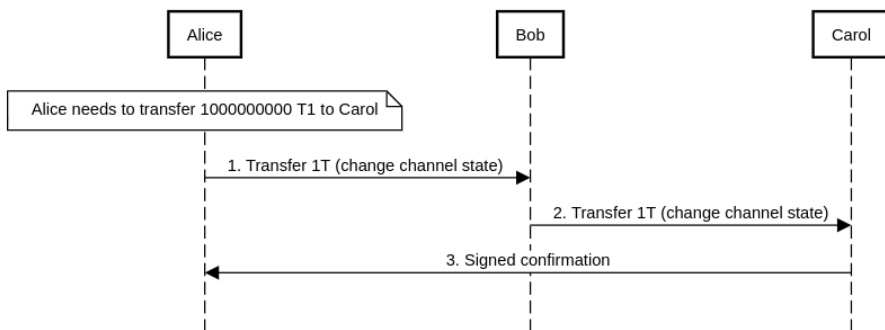 Alice
Bob
Carol
Alice needs to transfer 1000000000 T1 to Carol
1. Transfer 1T (change channel state)
2. Transfer 1T (change channel state)
3. Signed confirmation